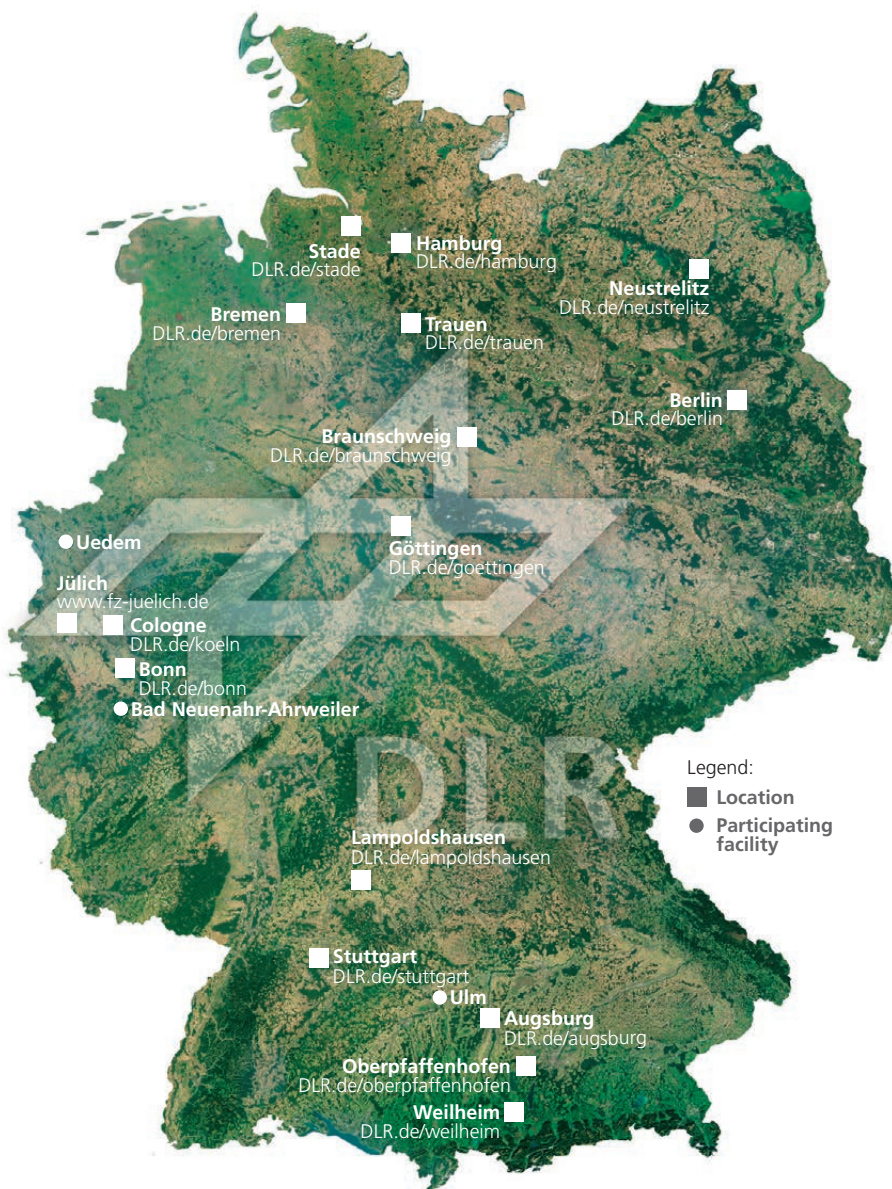 Stade
DLR.de/stade
Hamburg
DLR.de/hamburg
Neustrelitz
DLR.de/neustrelitz
Bremen
DLR.de/bremen
Trauen
DLR.de/trauen
Berlin
DLR.de/berlin
Braunschweig
DLR.de/braunschweig
Uedem
Göttingen
DLR.de/goettingen
Jülich
www.fz-juelich.de
Cologne
DLR.de/koeln
Bonn
DLR.de/bonn
Bad Neuenahr-Ahrweiler
DLR
Legend:
Location
Participating
facility
Lampoldshausen
DLR.de/lampoldshausen
Stuttgart
DLR.de/stuttgart
Ulm
Augsburg
DLR.de/augsburg
Oberpfaffenhofen
DLR.de/oberpfaffenhofen
Weilheim
DLR.de/weilheim